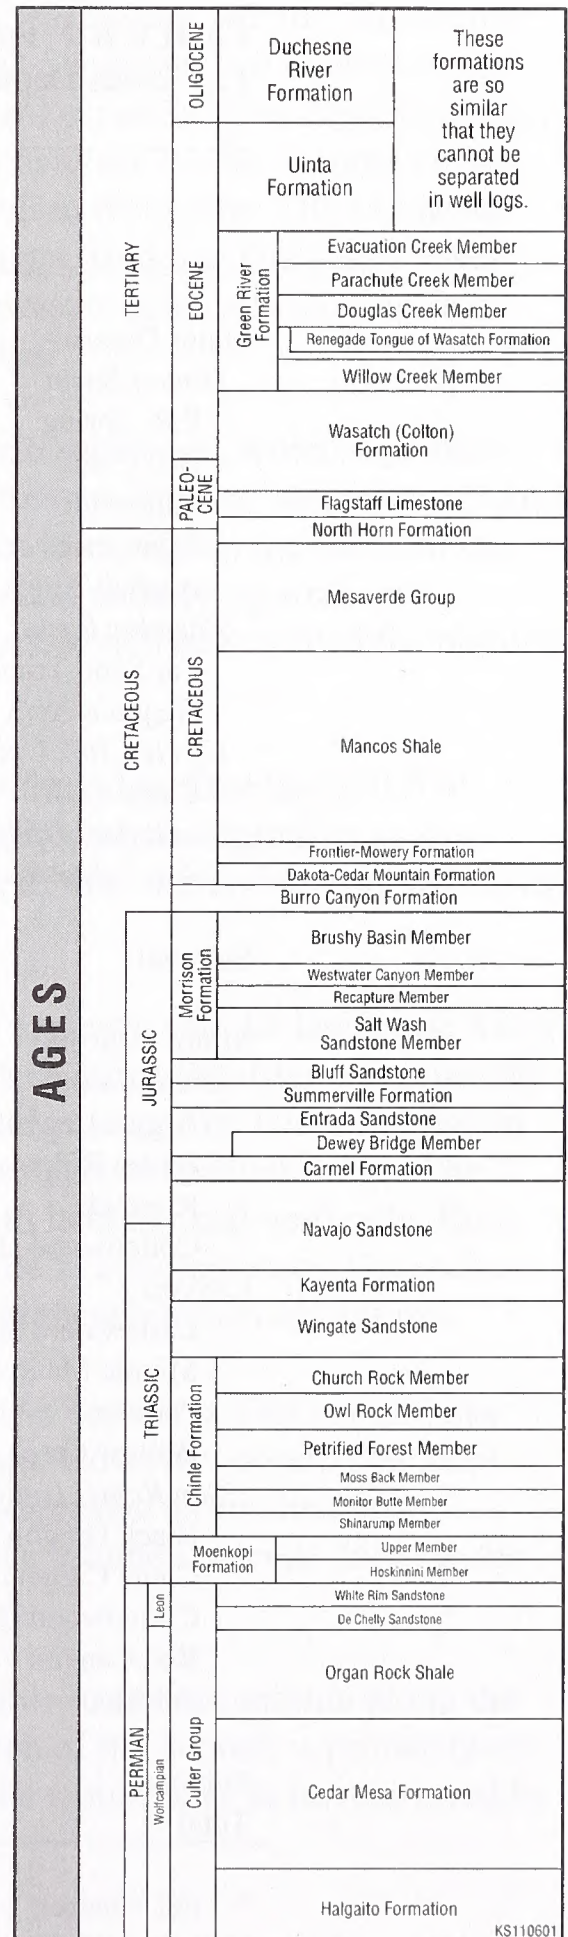 AGES
TERTIARY
OLIGOCENE
Duchesne
River
Formation
These
formations
are so
similar
that they
cannot be
separated
in well logs.
EOCENE
Uinta
Formation
Green River
Formation
Evacuation Creek Member
Parachute Creek Member
Douglas Creek Member
Renegade Tongue of Wasatch Formation
Willow Creek Member
Wasatch (Colton)
Formation
PALEO-
CENE
Flagstaff Limestone
North Horn Formation
CRETACEOUS
CRETACEOUS
Mesaverde Group
Mancos Shale
Frontier-Mowery Formation
Dakota-Cedar Mountain Formation
Burro Canyon Formation
JURASSIC
Morrison
Formation
Brushy Basin Member
Westwater Canyon Member
Recapture Member
Salt Wash
Sandstone Member
Bluff Sandstone
Summerville Formation
Entrada Sandstone
Dewey Bridge Member
Carmel Formation
Navajo Sandstone
TRIASSIC
Kayenta Formation
Wingate Sandstone
Chinle Formation
Church Rock Member
Owl Rock Member
Petrified Forest Member
Moss Back Member
Monitor Butte Member
Shinarump Member
Moenkopi
Formation
Upper Member
Hoskinnini Member
PERMIAN
Leon
Wolfcampian
Culter Group
White Rim Sandstone
De Chelly Sandstone
Organ Rock Shale
Cedar Mesa Formation
Halgaito Formation
KS110601